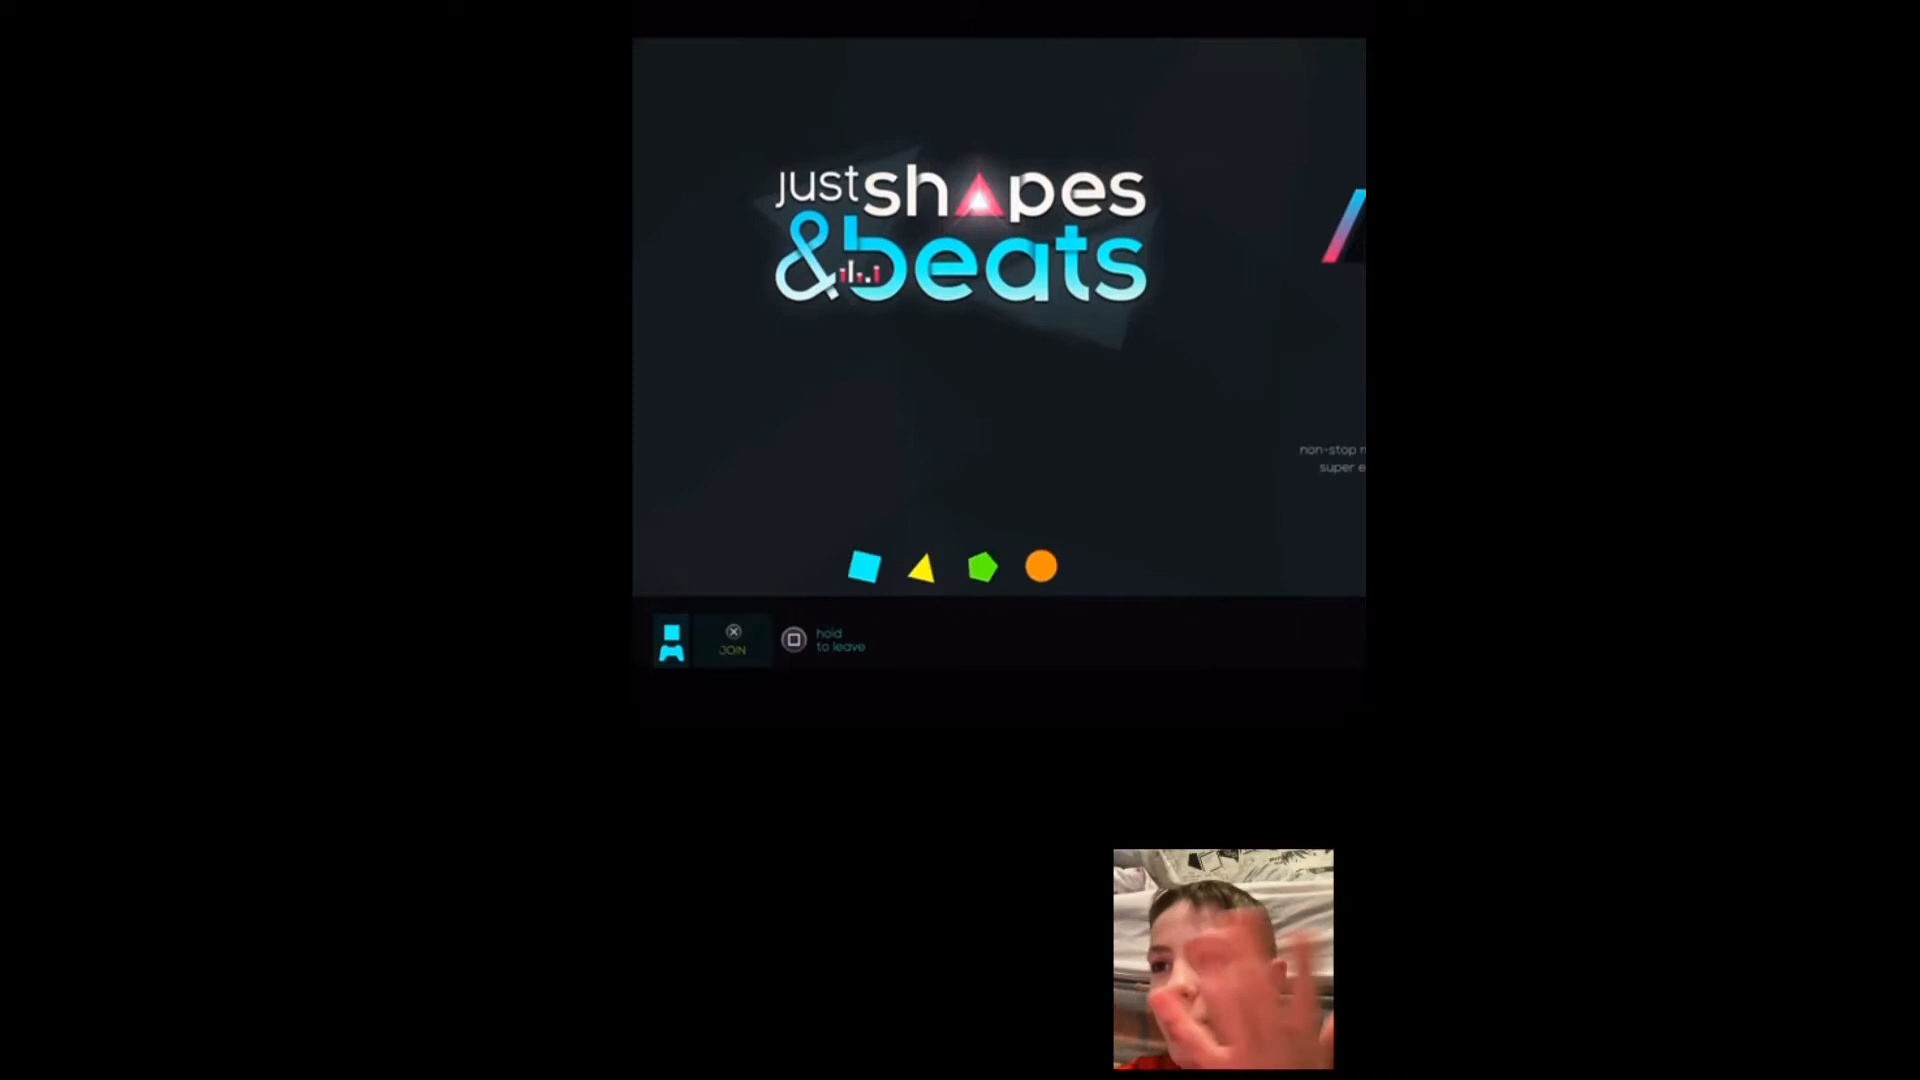 just shapes
& beats
non-stop
super
JOIN
hold
to leave